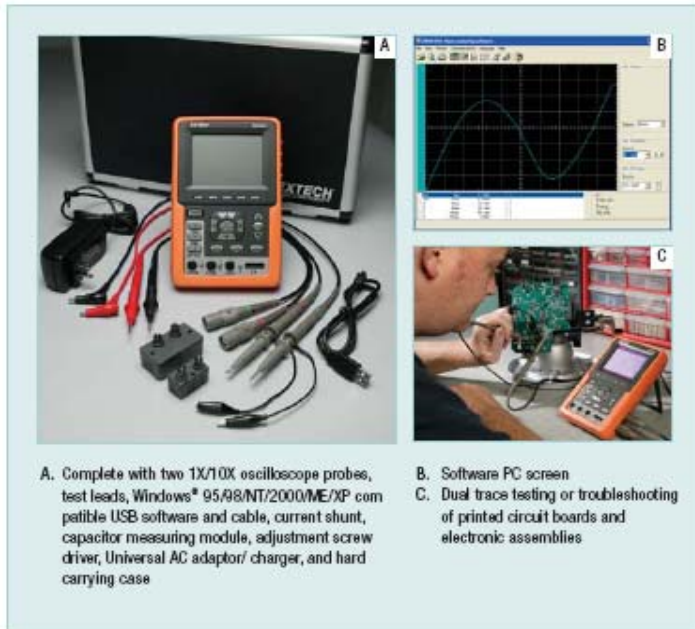 A
EXTECH
B
C
A. Complete with two 1X/10X oscilloscope probes,
test leads, Windows® 95/98/NT/2000/ME/XP com
patible USB software and cable, current shunt,
capacitor measuring module, adjustment screw
driver, Universal AC adaptor/ charger, and hard
carrying case
B. Software PC screen
C. Dual trace testing or troubleshooting
of printed circuit boards and
electronic assemblies